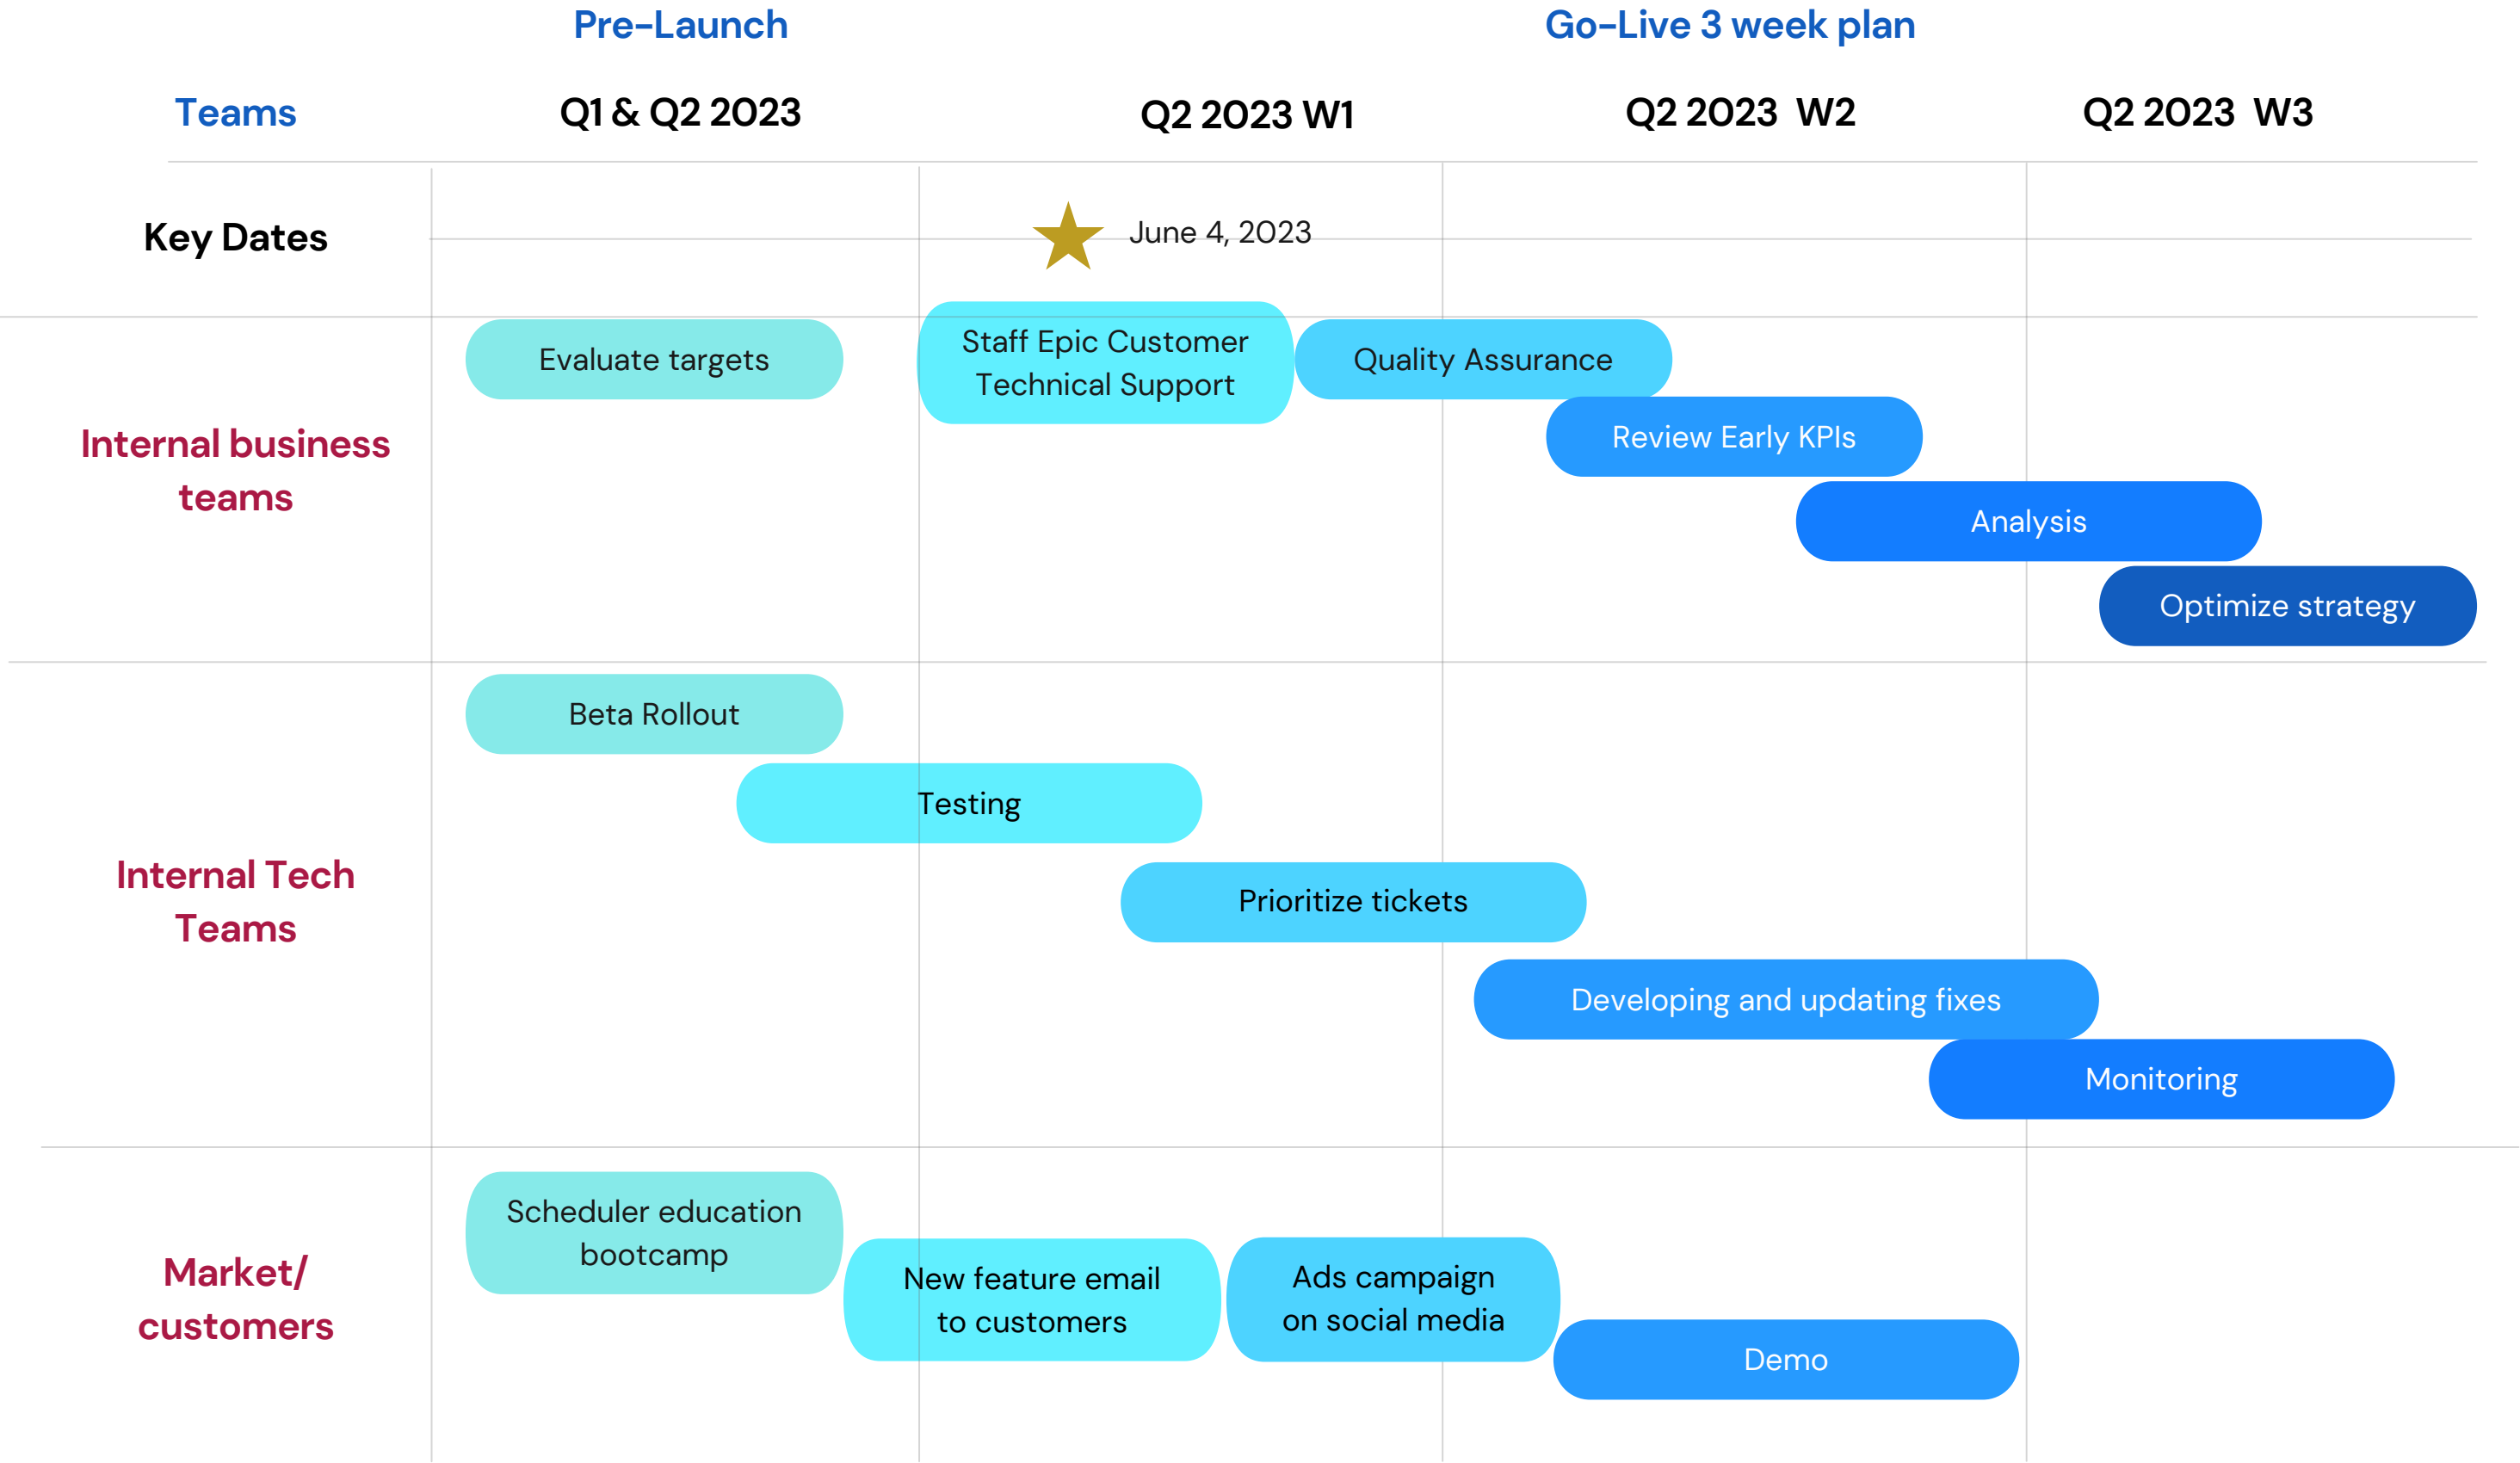 Pre-Launch
Go-Live 3 week plan
Teams
Q1 & Q2 2023
Q2 2023 W1
Q2 2023 W2
Q2 2023 W3
Key Dates
June 4, 2023
Internal business
teams
Evaluate targets
Staff Epic Customer
Technical Support
Quality Assurance
Review Early KPIs
Analysis
Optimize strategy
Internal Tech
Teams
Beta Rollout
Testing
Prioritize tickets
Developing and updating fixes
Monitoring
Market/
customers
Scheduler education
bootcamp
New feature email
to customers
Ads campaign
on social media
Demo